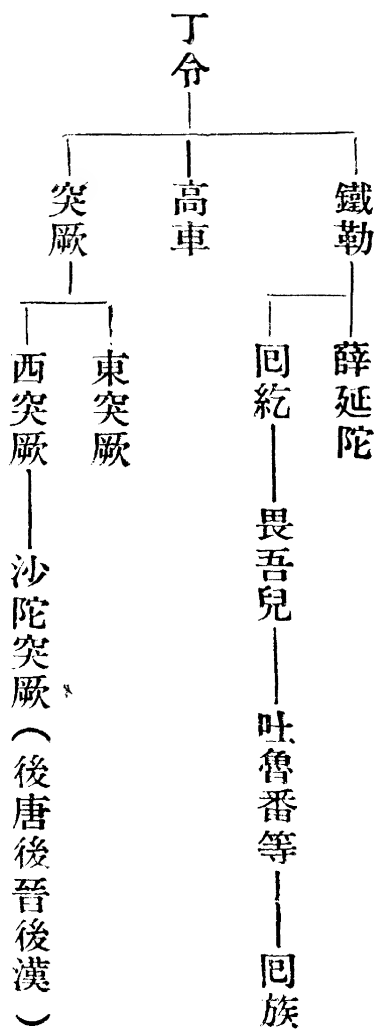 丁令
鐵勒
高車
突厥
薛延陀
回紇
畏吾兒
吐魯番等
回族
東突厥
西突厥
沙陀突厥(後唐後晉後漢)